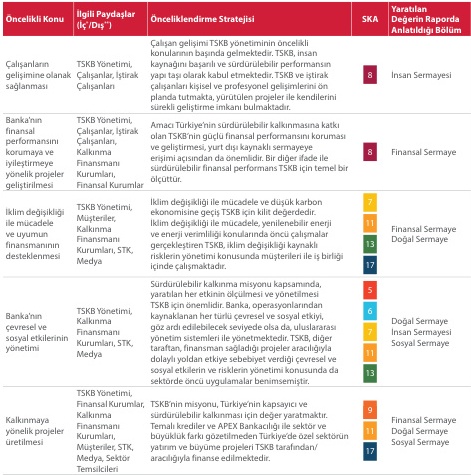 Öncelikli Konu
İlgili Paydaşlar
(İç*/Dış**)
Önceliklendirme Stratejisi
SKA
Yaratılan
Değerin Raporda
Anlatıldığı Bölüm
Çalışanların
gelişimine olanak
sağlanması
TSKB Yönetimi,
Çalışanlar, İştirak
Çalışanları
Çalışan gelişimi TSKB yönetiminin öncelikli
konularının başında gelmektedir. TSKB, insan
kaynağını başarılı ve sürdürülebilir performansın
yapı taşı olarak kabul etmektedir. TSKB ve iştirak
çalışanları kişisel ve profesyonel gelişimlerini ön
planda tutmakta, yürütülen projeler ile kendilerini
sürekli geliştirme imkanı bulmaktadır.
8
İnsan Sermayesi
Banka'nın
finansal
performansını
korumaya ve
iyileştirmeye
yönelik projeler
geliştirilmesi
TSKB Yönetimi,
Çalışanlar, İştirak
Çalışanları,
Kalkınma
Finansmanı
Kurumları,
Finansal Kurumlar
Amacı Türkiye'nin sürdürülebilir kalkınmasına katkı
olan TSKB'nin güçlü finansal performansını koruması
ve geliştirmesi, yurt dışı kaynaklı sermayeye
erişimi açısından da önemlidir. Bir diğer ifade ile
sürdürülebilir finansal performans TSKB için temel bir
ölçüttür.
8
Finansal Sermaye
İklim değişikliği
ile mücadele
ve uyumun
finansmanının
desteklenmesi
TSKB Yönetimi,
Müşteriler,
Kalkınma
Finansmanı
Kurumları, STK,
Medya
İklim değişikliği ile mücadele ve düşük karbon
ekonomisine geçiş TSKB için kilit değerdedir.
İklim değişikliği ile mücadele, yenilenebilir enerji
ve enerji verimliliği konularında öncü çalışmalar
gerçekleştiren TSKB, iklim değişikliği kaynaklı
risklerin yönetimi konusunda müşterileri ile iş birliği
içinde çalışmaktadır.
7
11
13
17
Finansal Sermaye
Doğal Sermaye
Banka'nın
çevresel ve
sosyal etkilerinin
yönetimi
TSKB Yönetimi,
Kalkınma
Finansmanı
Kurumları, STK,
Medya
Sürdürülebilir kalkınma misyonu kapsamında,
yaratılan her etkinin ölçülmesi ve yönetilmesi
TSKB için önemlidir. Banka, operasyonlarından
kaynaklanan her türlü çevresel ve sosyal etkiyi,
göz ardı edilebilecek seviyede olsa da, uluslararası
yönetim sistemleri ile yönetmektedir. TSKB, diğer
taraftan, finansman sağladığı projeler aracılığıyla
dolaylı yoldan etkiye sebebiyet verdiği çevresel ve
sosyal etkilerin ve risklerin yönetimi konusunda da
sektörde öncü uygulamalar benimsemiştir.
5
6
7
11
13
Doğal Sermaye
İnsan Sermayesi
Sosyal Sermaye
Kalkınmaya
yönelik projeler
üretilmesi
TSKB Yönetimi,
Finansal Kurumlar,
Kalkınma
Finansmanı
Kurumları,
Müşteriler, STK,
Medya, Sektör
Temsilcileri
TSKB'nin misyonu, Türkiye'nin kapsayıcı ve
sürdürülebilir kalkınması için değer yaratmaktır.
Temalı krediler ve APEX Bankacılığı ile sektör ve
büyüklük farkı gözetilmeden Türkiye'de özel sektörün
yatırım ve büyüme projeleri TSKB tarafından/
aracılığıyla finanse edilmektedir.
9
11
17
Finansal Sermaye
Doğal Sermaye
Sosyal Sermaye